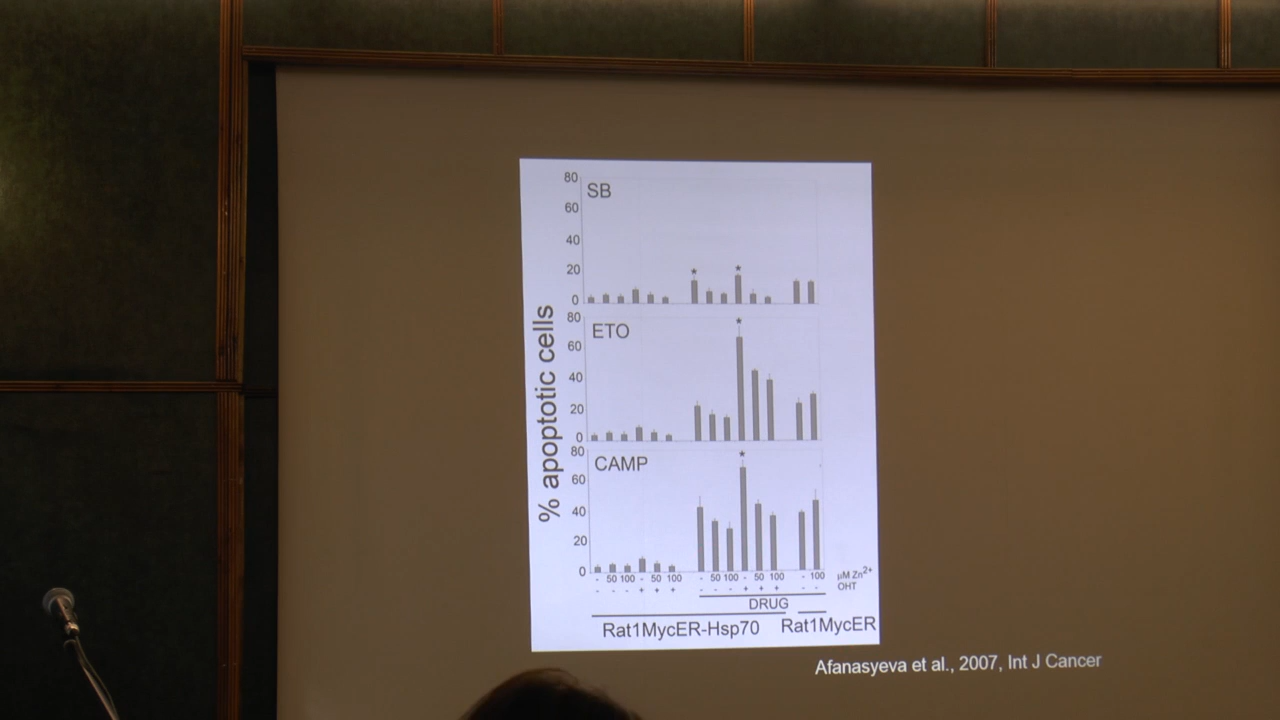 80
SB
60
40
20
0
80
ETO
60
40
20
0
80
CAMP
60
40
20
0
% apoptotic cells
* *
*
*
- 50 100 - 50 100 - 50 100 - 50 100 - 100 µM Zn2+
- - - + + + - - - + + + - - OHT
DRUG
Rat1MycER-Hsp70 Rat1MycER
Afanasyeva et al., 2007, Int J Cancer